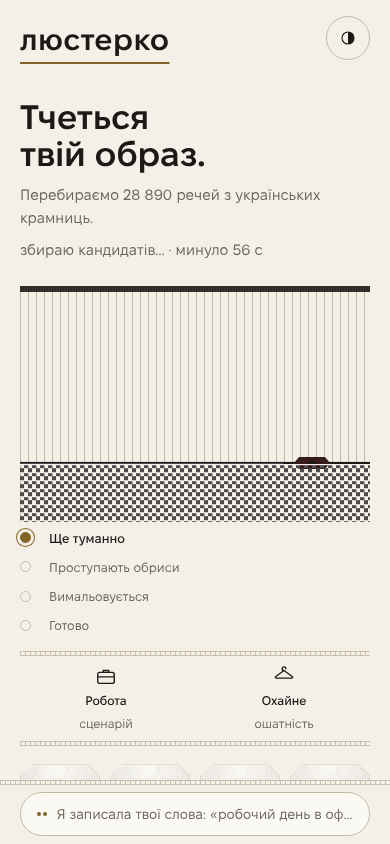 люстерко
Тчеться
твій образ.
Перебираємо 28 890 речей з українських
крамниць.
збираю кандидатів… · минуло 56 с
Ще туманно
Проступають обриси
Вимальовується
Готово
Робота
Охайне
сценарій
ошатність
Я записала твої слова: «робочий день в оф…